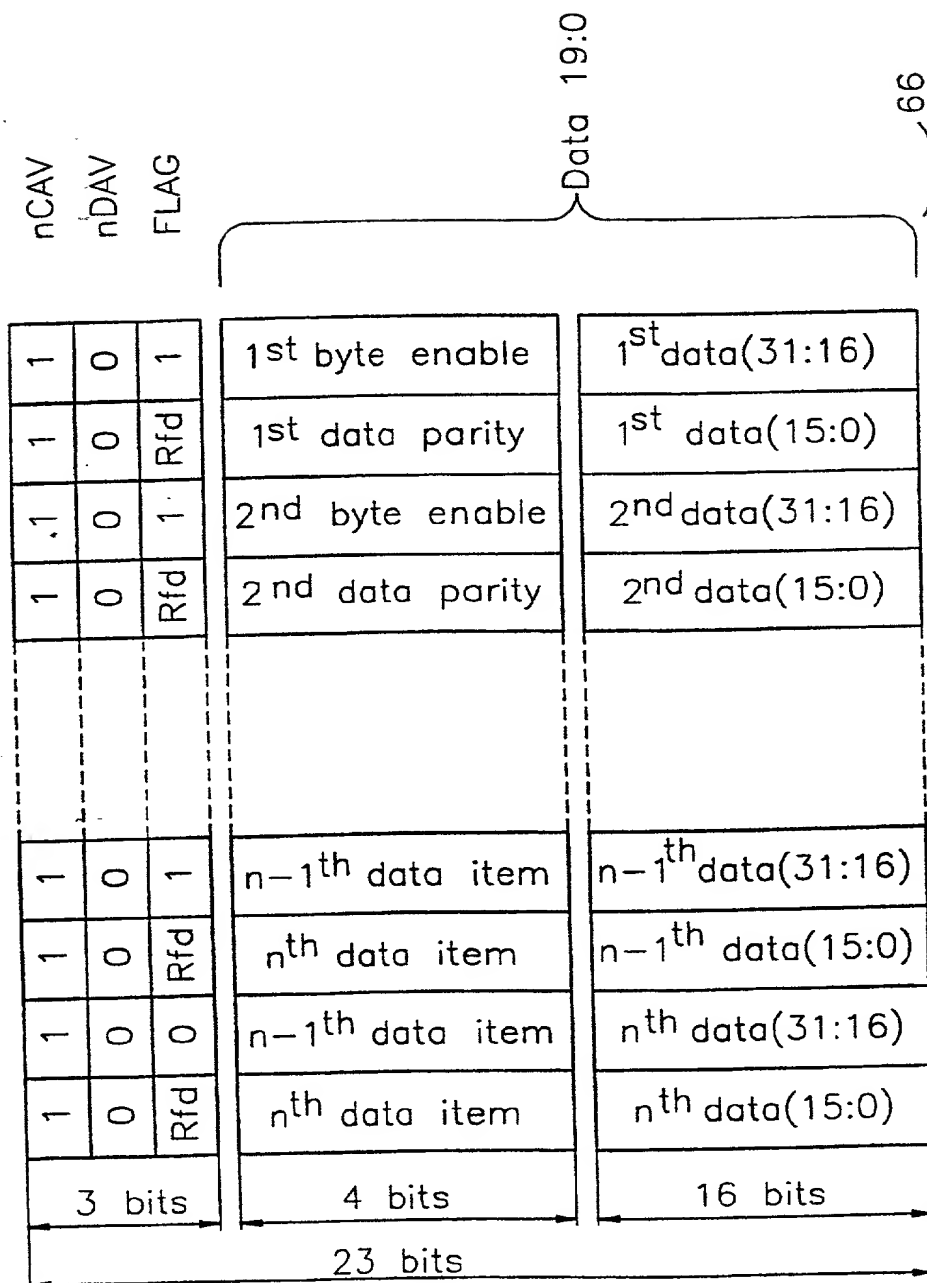 nCAV
nDAV
FLAG
Data 19:0
66
1 0 1 1st byte enable 1st data(31:16)
1 0 Rfd 1st data parity 1st data(15:0)
.1 0 1 2nd byte enable 2nd data(31:16)
1 0 Rfd 2nd data parity 2nd data(15:0)
1 0 1 n-1th data item n-1th data(31:16)
1 0 Rfd nth data item n-1th data(15:0)
1 0 0 n-1th data item nth data(31:16)
1 0 Rfd nth data item nth data(15:0)
3 bits 4 bits 16 bits
23 bits